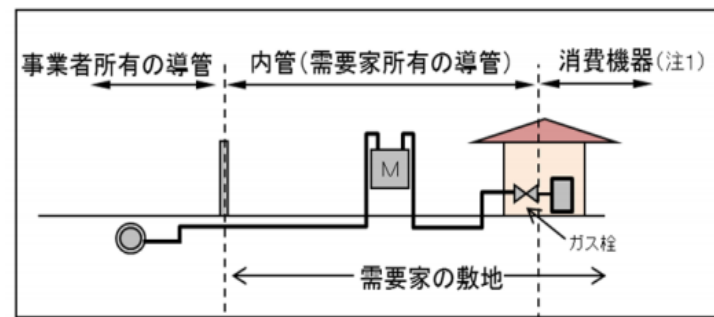 事業者所有の導管
内管(需要家所有の導管)
消費機器(注1)
M
ガス栓
需要家の敷地